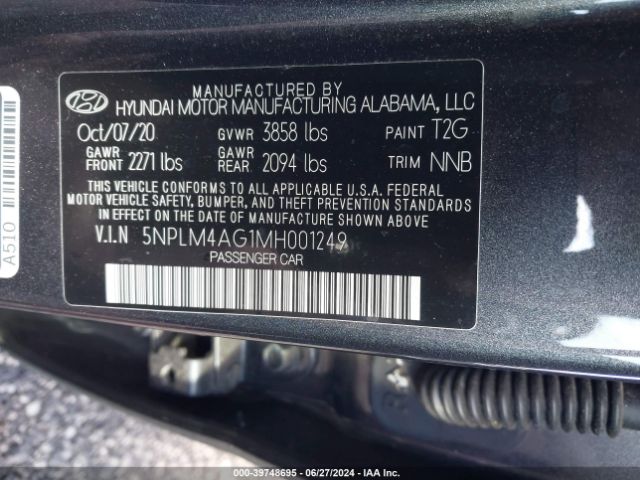 MANUFACTURED BY
HYUNDAI MOTOR MANUFACTURING ALABAMA, LLC
Oct/07/20 GVWR 3858 lbs PAINT T2G
GAWR FRONT 2271 lbs GAWR REAR 2094 lbs TRIM NNB
THIS VEHICLE CONFORMS TO ALL APPLICABLE U.S.A. FEDERAL
MOTOR VEHICLE SAFETY, BUMPER, AND THEFT PREVENTION STANDARDS
IN EFFECT ON THE DATE OF MANUFACTURE SHOWN ABOVE.
V.I.N 5NPLM4AG1MH001249
PASSENGER CAR
A510
000-39748695 - 06/27/2024 - IAA Inc.